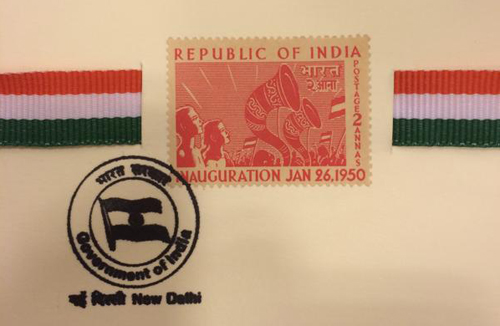 REPUBLIC OF INDIA
भारत
२ आना
POSTAGE 2 ANNAS
INAUGURATION JAN 26, 1950
भारत सरकार
Government of India
नई दिल्ली New Delhi